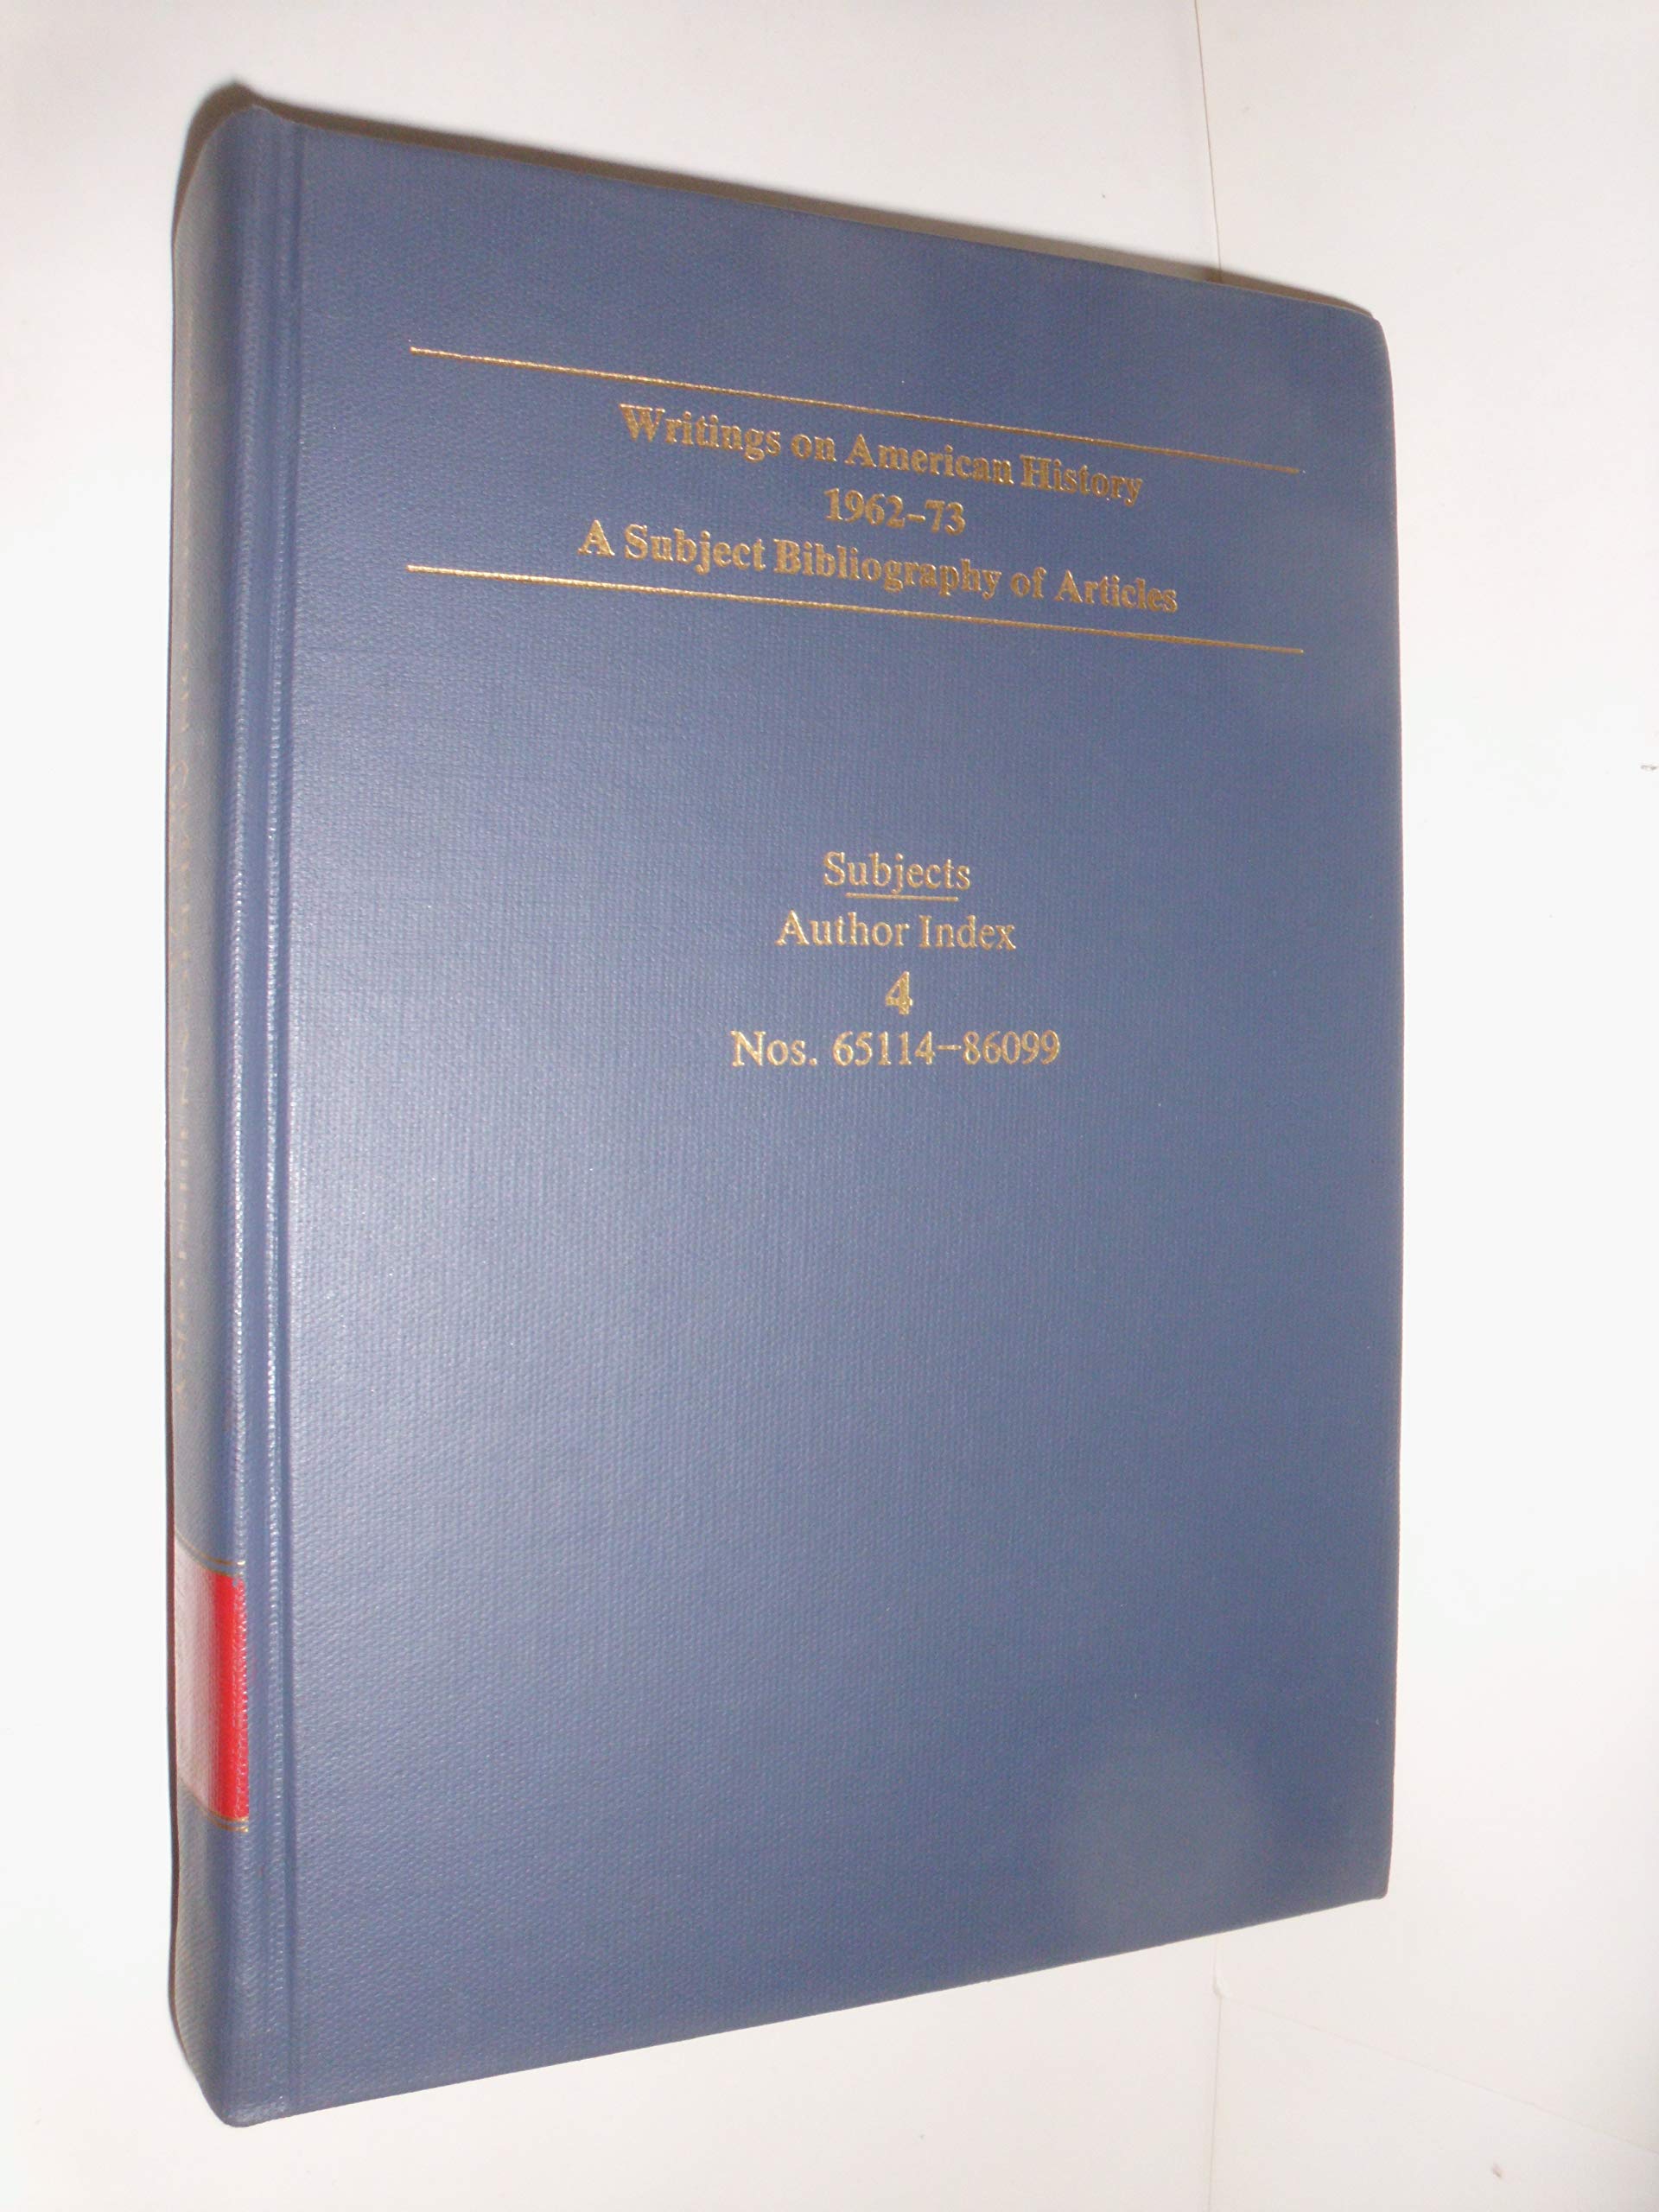 Writings on American History
1962-73
A Subject Bibliography of Articles
Subjects
Author Index
4
Nos. 65114-86099